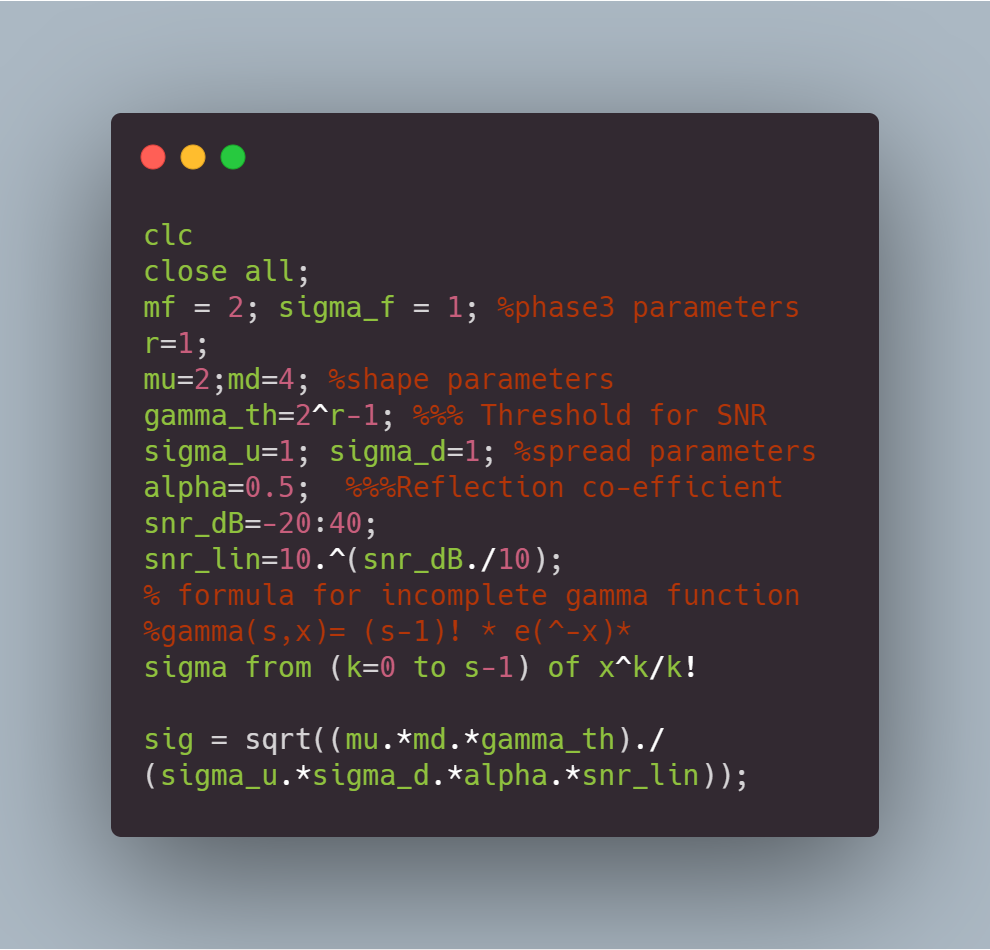 clc
close all;
mf = 2; sigma_f = 1; %phase3 parameters
r=1;
mu=2;md=4; %shape parameters
gamma_th=2^r-1; %%% Threshold for SNR
sigma_u=1; sigma_d=1; %spread parameters
alpha=0.5;  %%%Reflection co-efficient
snr_dB=-20:40;
snr_lin=10.^(snr_dB./10);
% formula for incomplete gamma function
%gamma(s,x)= (s-1)! * e(^-x)*
sigma from (k=0 to s-1) of x^k/k!
sig = sqrt((mu.*md.*gamma_th)./
(sigma_u.*sigma_d.*alpha.*snr_lin));